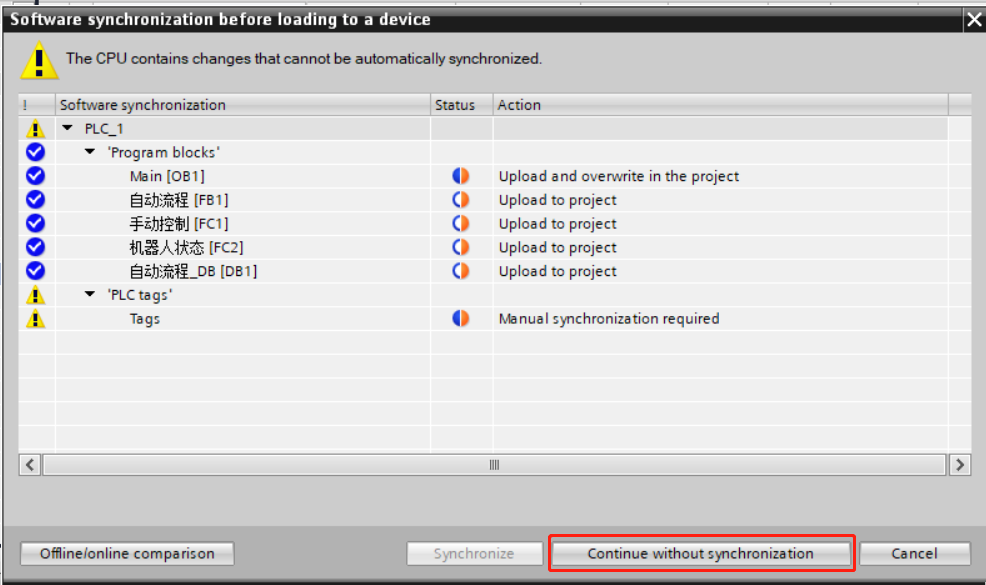 Software synchronization before loading to a device
The CPU contains changes that cannot be automatically synchronized.
! Software synchronization Status Action
PLC_1
'Program blocks'
Main [OB1] Upload and overwrite in the project
自动流程 [FB1] Upload to project
手动控制 [FC1] Upload to project
机器人状态 [FC2] Upload to project
自动流程_DB [DB1] Upload to project
'PLC tags'
Tags Manual synchronization required
Offline/online comparison Synchronize Continue without synchronization Cancel